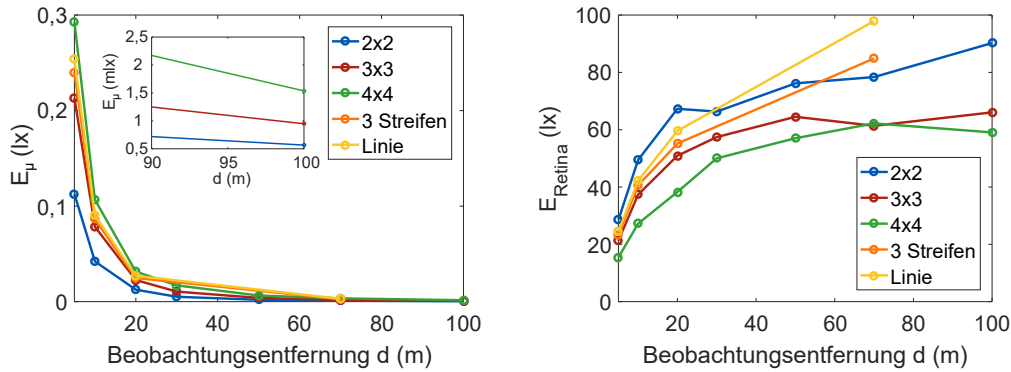 0,3
0,2
0,1
0
E_μ (lx)
20
40
60
80
100
Beobachtungsentfernung d (m)
2,5
2
1,5
1
0,5
E_μ (mlx)
90
95
100
d (m)
2x2
3x3
4x4
3 Streifen
Linie
100
80
60
40
20
0
E_Retina (lx)
20
40
60
80
100
Beobachtungsentfernung d (m)
2x2
3x3
4x4
3 Streifen
Linie